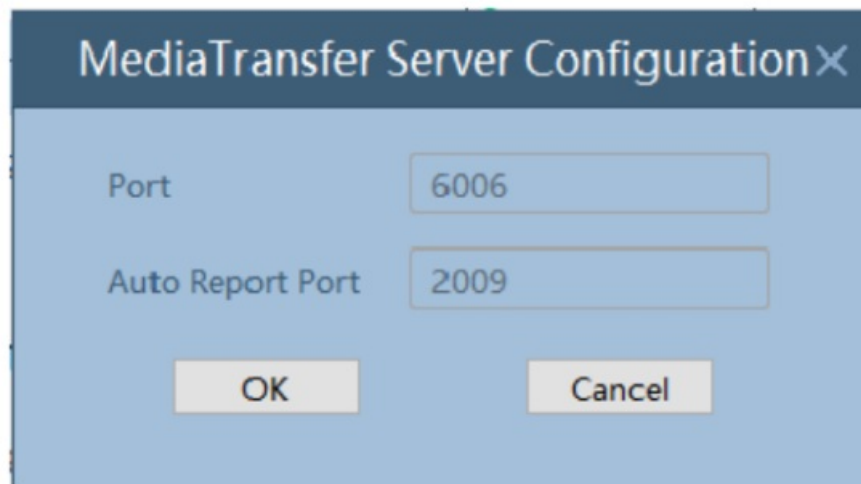 MediaTransfer Server Configuration
Port 6006
Auto Report Port 2009
OK Cancel